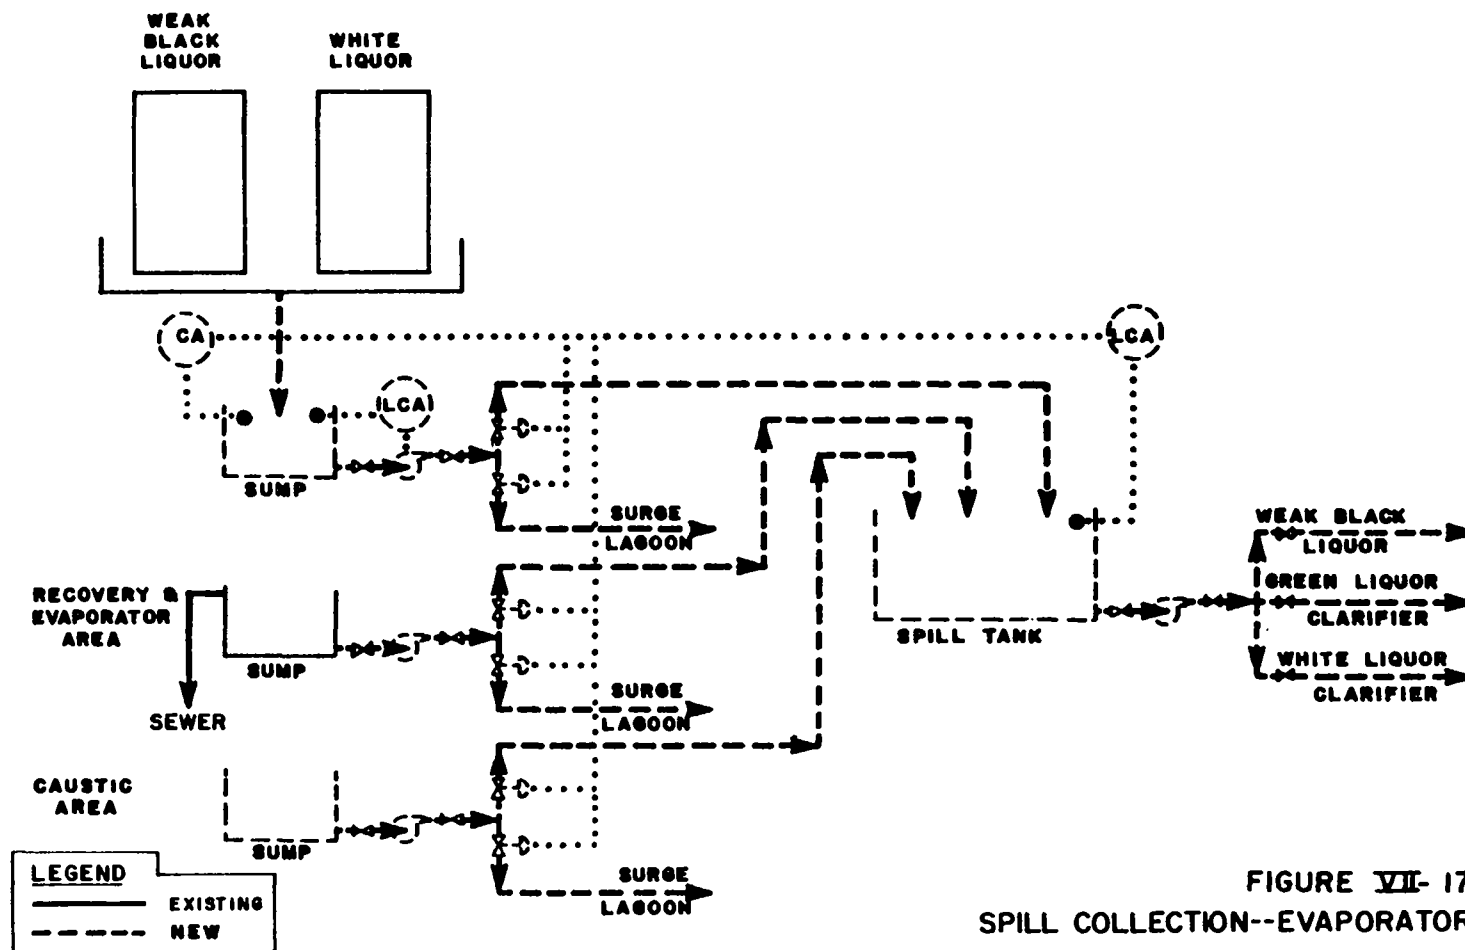 WEAK
BLACK
LIQUOR
WHITE
LIQUOR
CA
LCA
LCA
SUMP
SURGE
LAGOON
WEAK BLACK
LIQUOR
GREEN LIQUOR
CLARIFIER
WHITE LIQUOR
CLARIFIER
SPILL TANK
RECOVERY &
EVAPORATOR
AREA
SUMP
SEWER
SURGE
LAGOON
CAUSTIC
AREA
SUMP
SURGE
LAGOON
LEGEND
EXISTING
NEW
FIGURE VII- 17
SPILL COLLECTION--EVAPORATOR